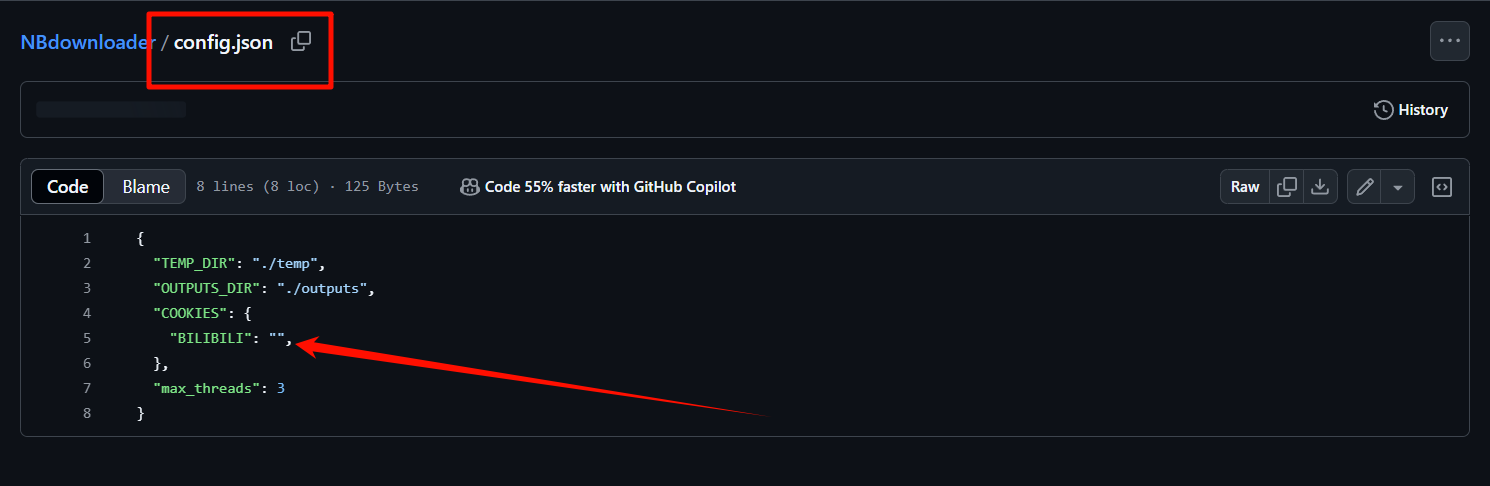 NBdownloader / config.json
History
Code Blame 8 lines (8 loc) · 125 Bytes Code 55% faster with GitHub Copilot Raw
1 {
2 "TEMP_DIR": "./temp",
3 "OUTPUTS_DIR": "./outputs",
4 "COOKIES": {
5 "BILIBILI": "",
6 },
7 "max_threads": 3
8 }